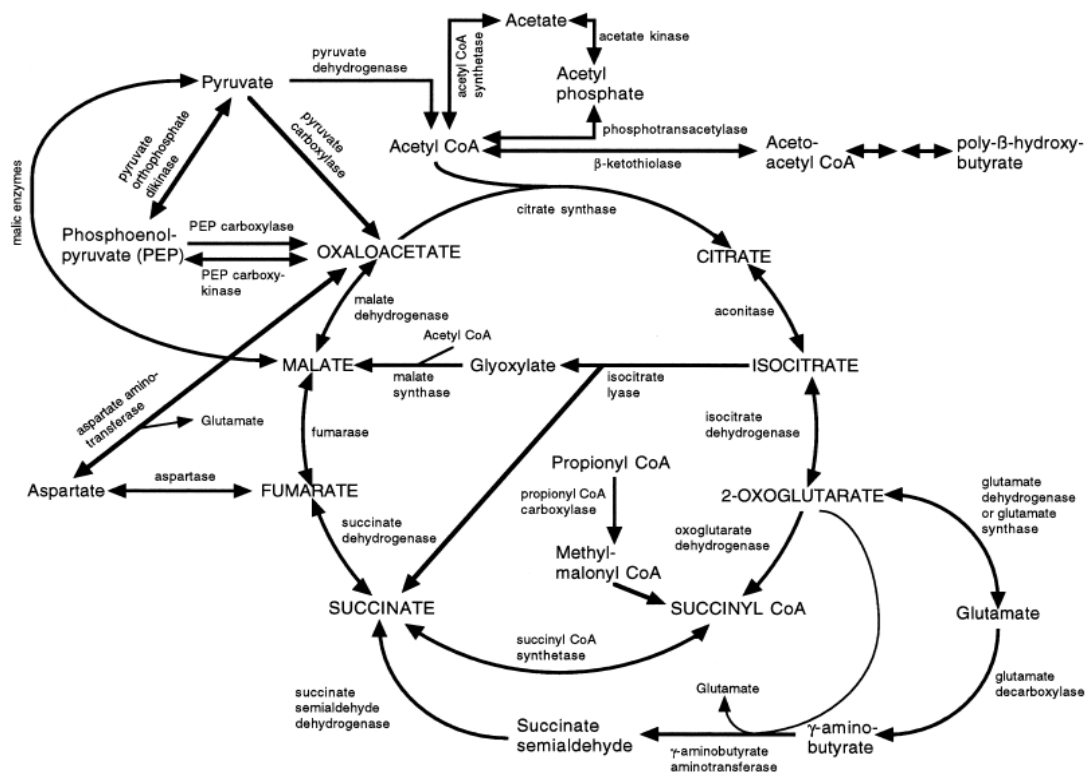 Acetate
acetate kinase
acetyl CoA
synthetase
pyruvate
dehydrogenase
Pyruvate
Acetyl
phosphate
phosphotransacetylase
Acetyl CoA
β-ketothiolase
Aceto-
acetyl CoA
poly-ß-hydroxy-
butyrate
pyruvate
carboxylase
pyruvate
orthophosphate
dikinase
malic enzymes
citrate synthase
Phosphoenol-
pyruvate (PEP)
PEP carboxylase
OXALOACETATE
PEP carboxy-
kinase
CITRATE
malate
dehydrogenase
aconitase
Acetyl CoA
MALATE
malate
synthase
Glyoxylate
isocitrate
lyase
ISOCITRATE
aspartate amino-
transferase
Glutamate
fumarase
isocitrate
dehydrogenase
Aspartate
aspartase
FUMARATE
Propionyl CoA
propionyl CoA
carboxylase
2-OXOGLUTARATE
glutamate
dehydrogenase
or glutamate
synthase
succinate
dehydrogenase
oxoglutarate
dehydrogenase
Methyl-
malonyl CoA
SUCCINATE
SUCCINYL CoA
Glutamate
succinyl CoA
synthetase
glutamate
decarboxylase
succinate
semialdehyde
dehydrogenase
Glutamate
Succinate
semialdehyde
γ-aminobutyrate
aminotransferase
γ-amino-
butyrate